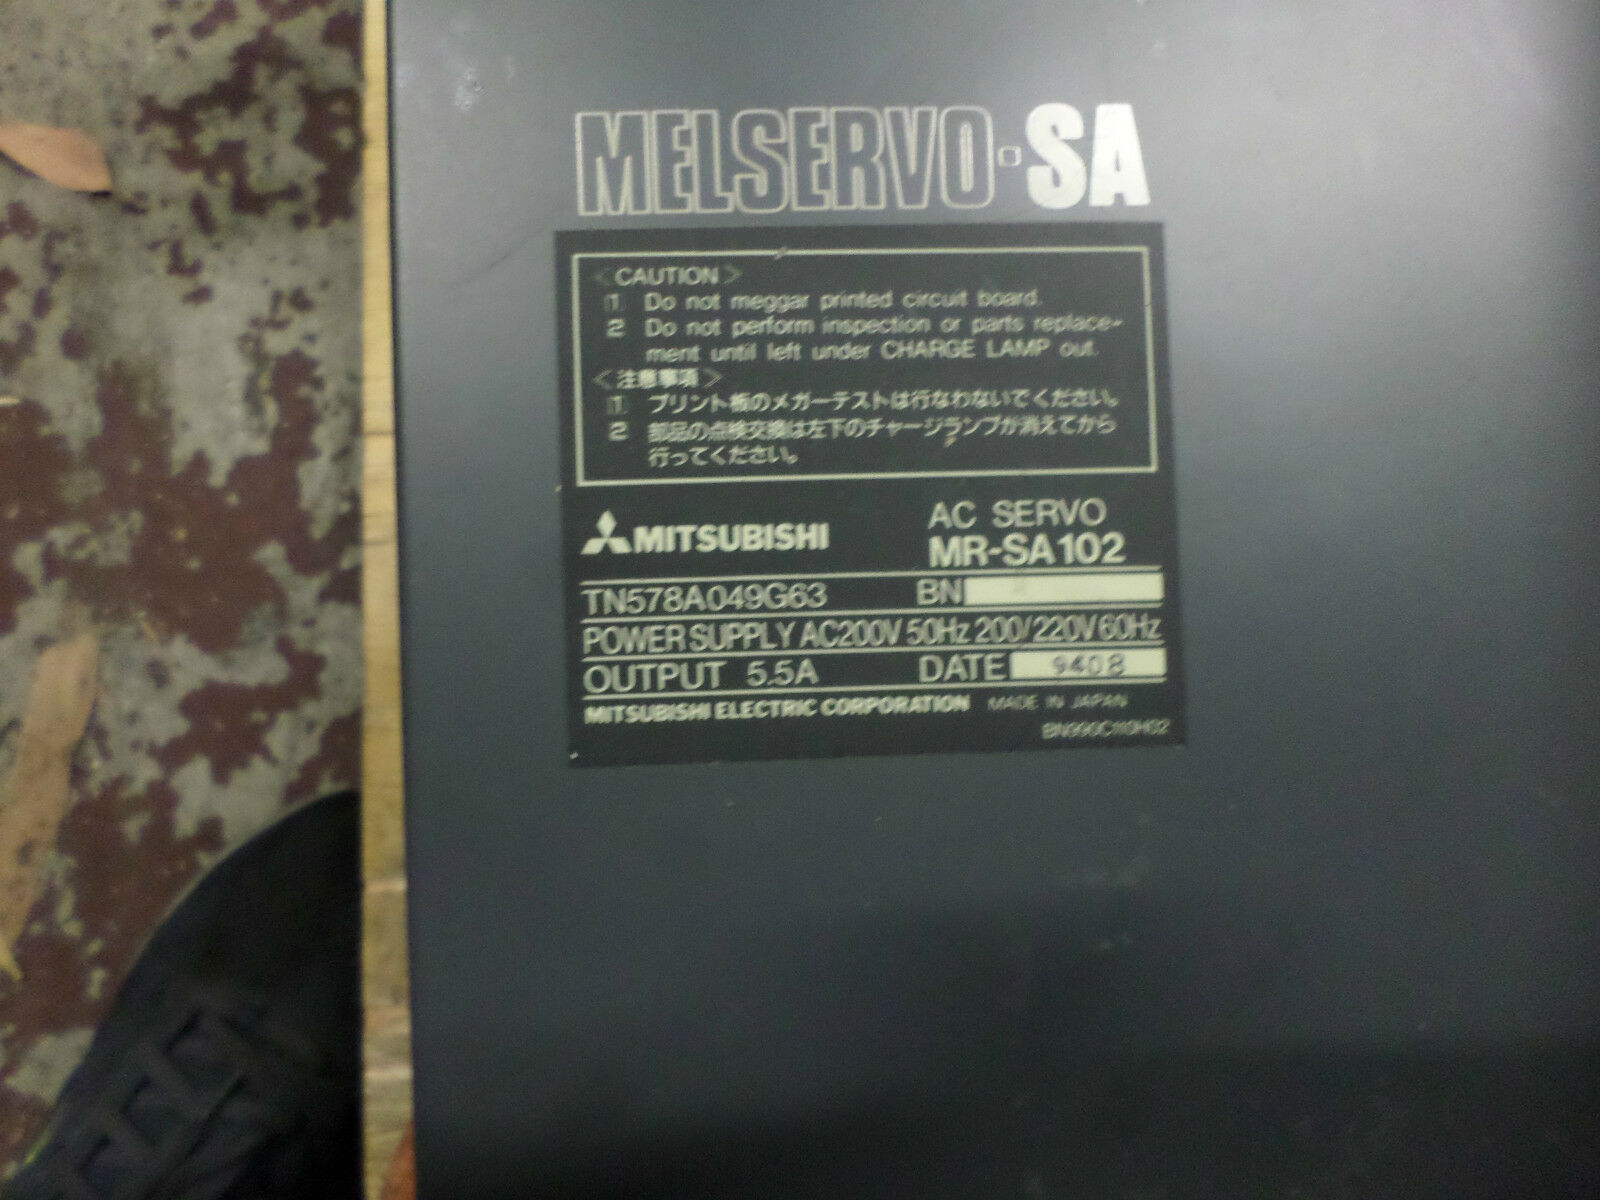 MELSERVO·SA
<CAUTION>
1 Do not meggar printed circuit board.
2 Do not perform inspection or parts replace-
ment until left under CHARGE LAMP out.
<注意事項>
1 プリント板のメガーテストは行なわないでください。
2 部品の点検交換は左下のチャージランプが消えてから
行ってください。
MITSUBISHI
AC SERVO
MR-SA102
TN578A049G63 BN
POWER SUPPLY AC200V 50Hz 200/220V 60Hz
OUTPUT 5.5A DATE 9408
MITSUBISHI ELECTRIC CORPORATION MADE IN JAPAN